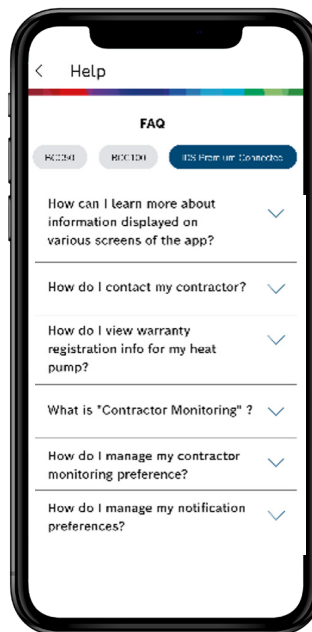 Help
FAQ
BCC50
BCC100
IDS Premium Connected
How can I learn more about
information displayed on
various screens of the app?
How do I contact my contractor?
How do I view warranty
registration info for my heat
pump?
What is "Contractor Monitoring" ?
How do I manage my contractor
monitoring preference?
How do I manage my notification
preferences?